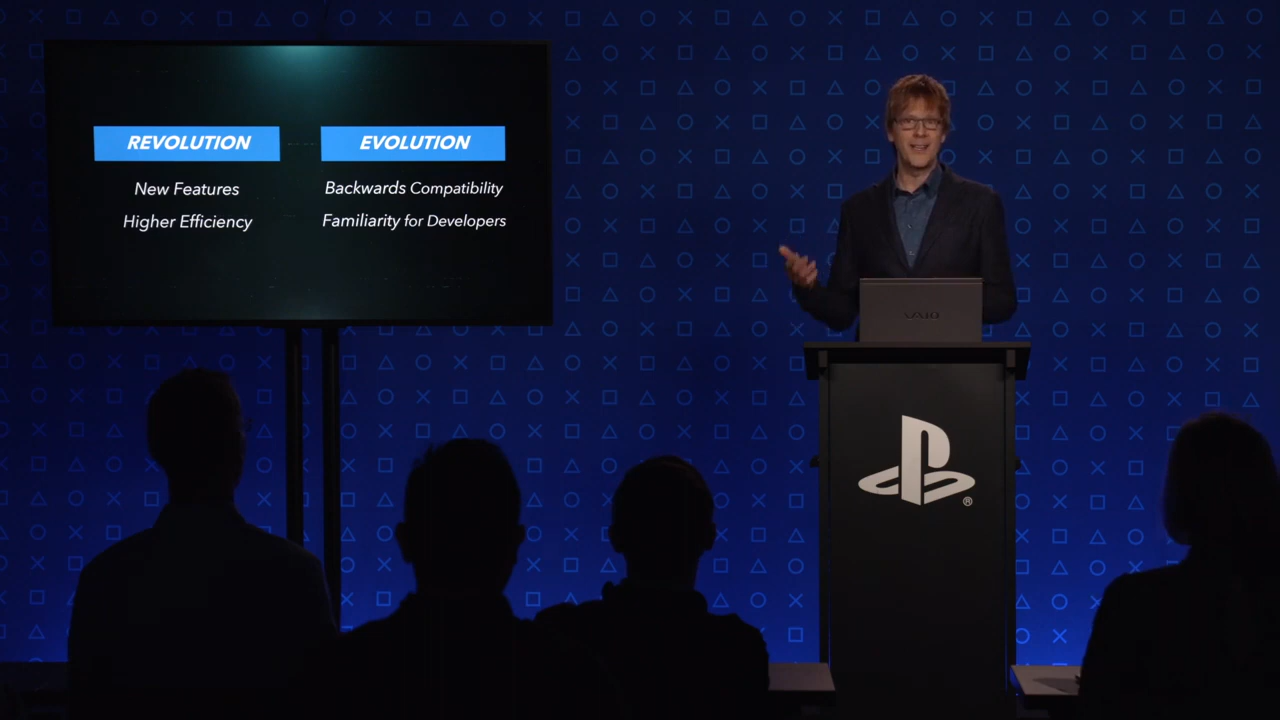 REVOLUTION
New Features
Higher Efficiency
EVOLUTION
Backwards Compatibility
Familiarity for Developers
VAIO
®